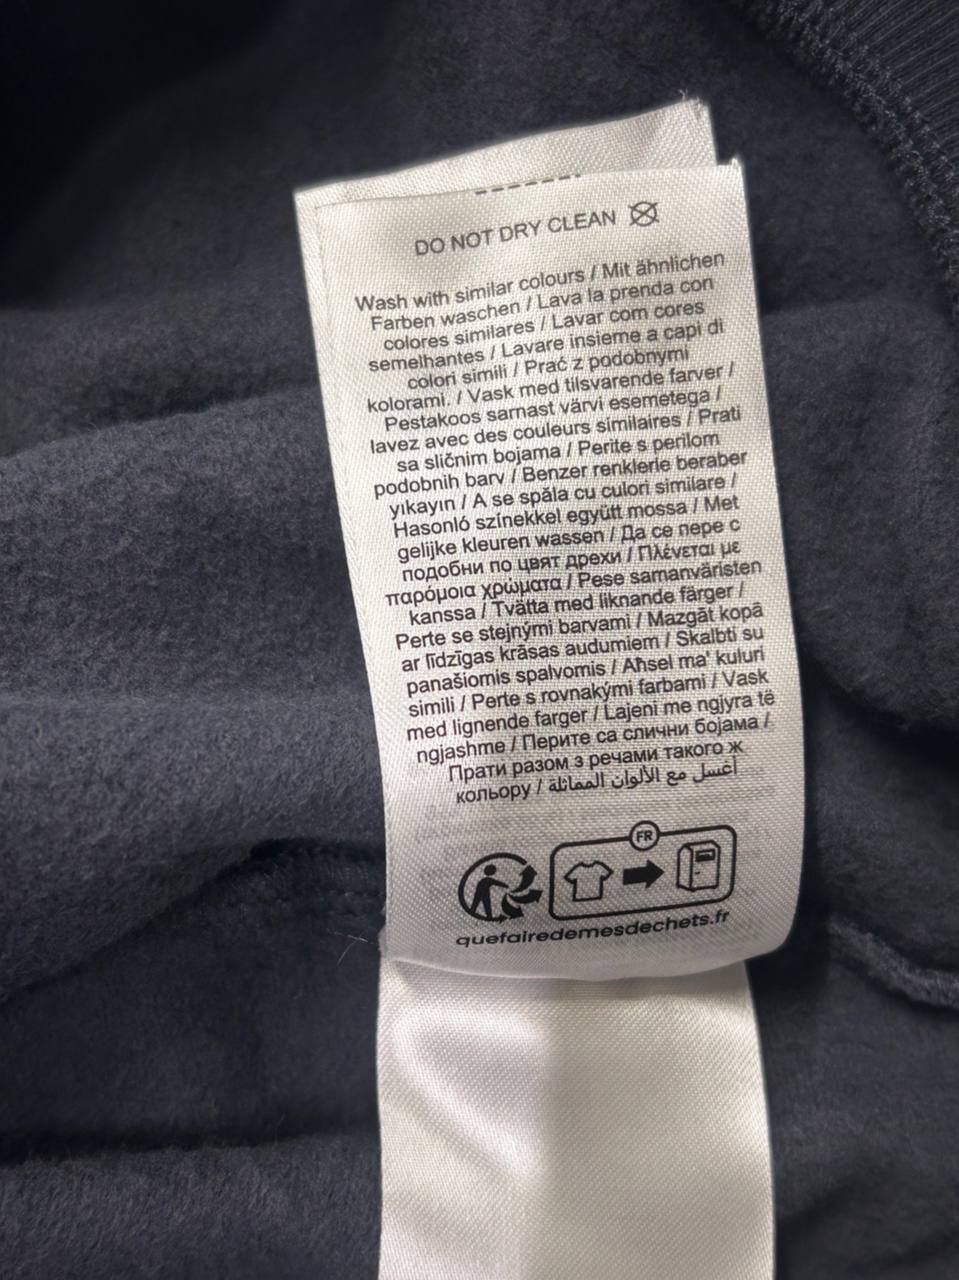 DO NOT DRY CLEAN
Wash with similar colours / Mit ähnlichen
Farben waschen / Lava la prenda con
colores similares / Lavar com cores
semelhantes / Lavare insieme a capi di
colori simili / Prać z podobnymi
kolorami. / Vask med tilsvarende farver /
Pestakoos sarnast värvi esemetega /
lavez avec des couleurs similaires / Prati
sa sličnim bojama / Perite s perilom
podobnih barv / Benzer renklerle beraber
yıkayın / A se spăla cu culori similare /
Hasonló színekkel együtt mossa / Met
gelijke kleuren wassen / Да се пере с
подобни по цвят дрехи / Πλένεται με
παρόμοια χρώματα / Pese samanväristen
kanssa / Tvätta med liknande färger /
Perte se stejnými barvami / Mazgāt kopā
ar līdzīgas krāsas audumiem / Skalbti su
panašiomis spalvomis / Aħsel ma' kuluri
simili / Perte s rovnakými farbami / Vask
med lignende farger / Lajeni me ngjyra të
ngjashme / Перите са слични бојама /
Прати разом з речами такого ж
кольору / أغسل مع الألوان المماثلة
FR
quefairedemesdechets.fr